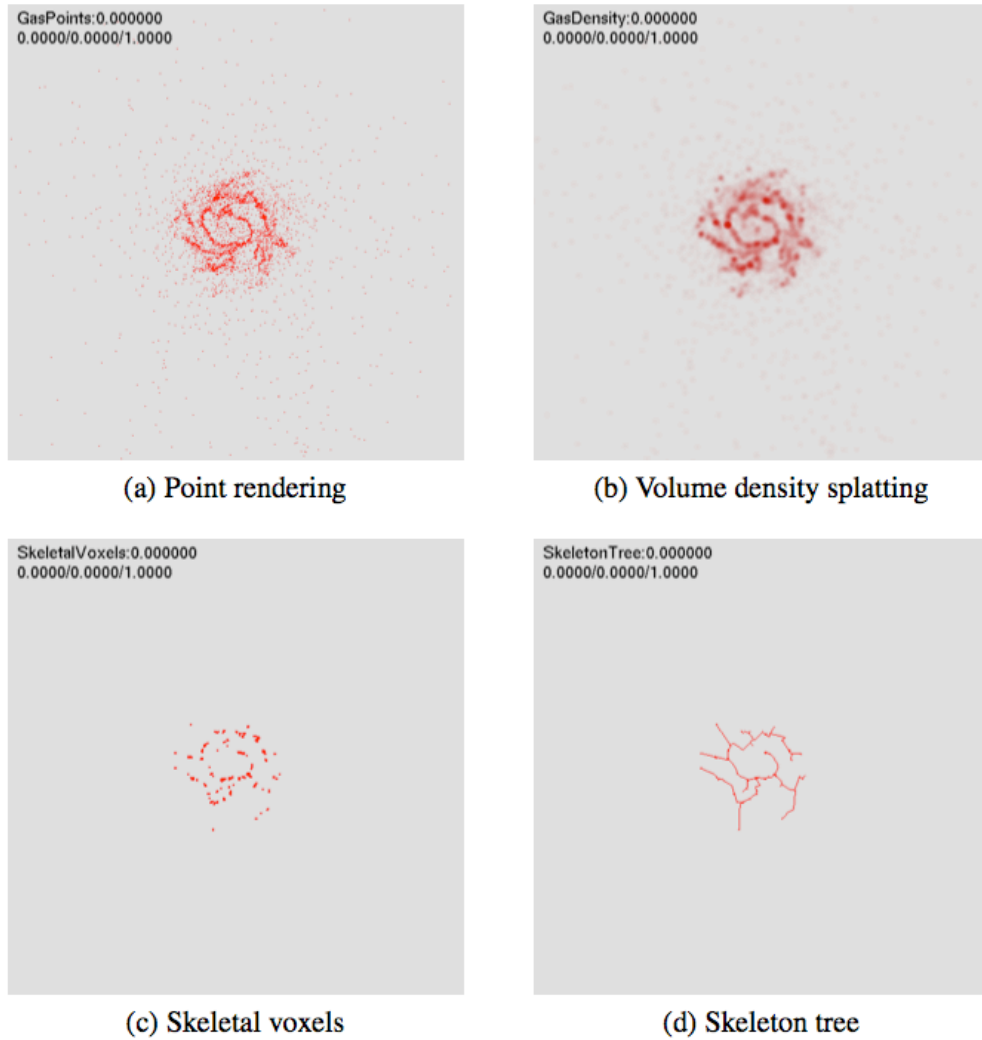 GasPoints:0.000000
0.0000/0.0000/1.0000
GasDensity:0.000000
0.0000/0.0000/1.0000
(a) Point rendering
(b) Volume density splatting
SkeletalVoxels:0.000000
0.0000/0.0000/1.0000
SkeletonTree:0.000000
0.0000/0.0000/1.0000
(c) Skeletal voxels
(d) Skeleton tree